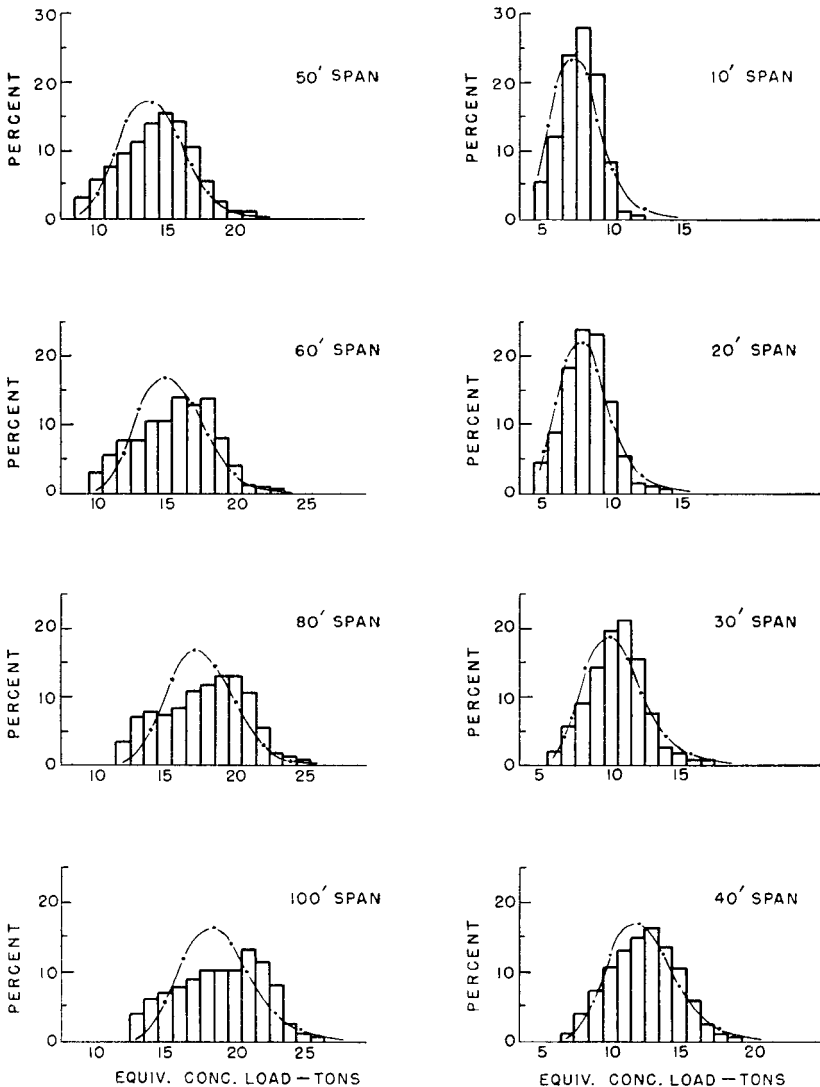 30
20
10
0
PERCENT
50' SPAN
10 15 20
30
20
10
0
PERCENT
10' SPAN
5 10 15
20
10
0
PERCENT
60' SPAN
10 15 20 25
20
10
0
PERCENT
20' SPAN
5 10 15
20
10
0
PERCENT
80' SPAN
10 15 20 25
20
10
0
PERCENT
30' SPAN
5 10 15
20
10
0
PERCENT
100' SPAN
10 15 20 25
EQUIV. CONC. LOAD—TONS
20
10
0
PERCENT
40' SPAN
5 10 15 20
EQUIV. CONC. LOAD—TONS